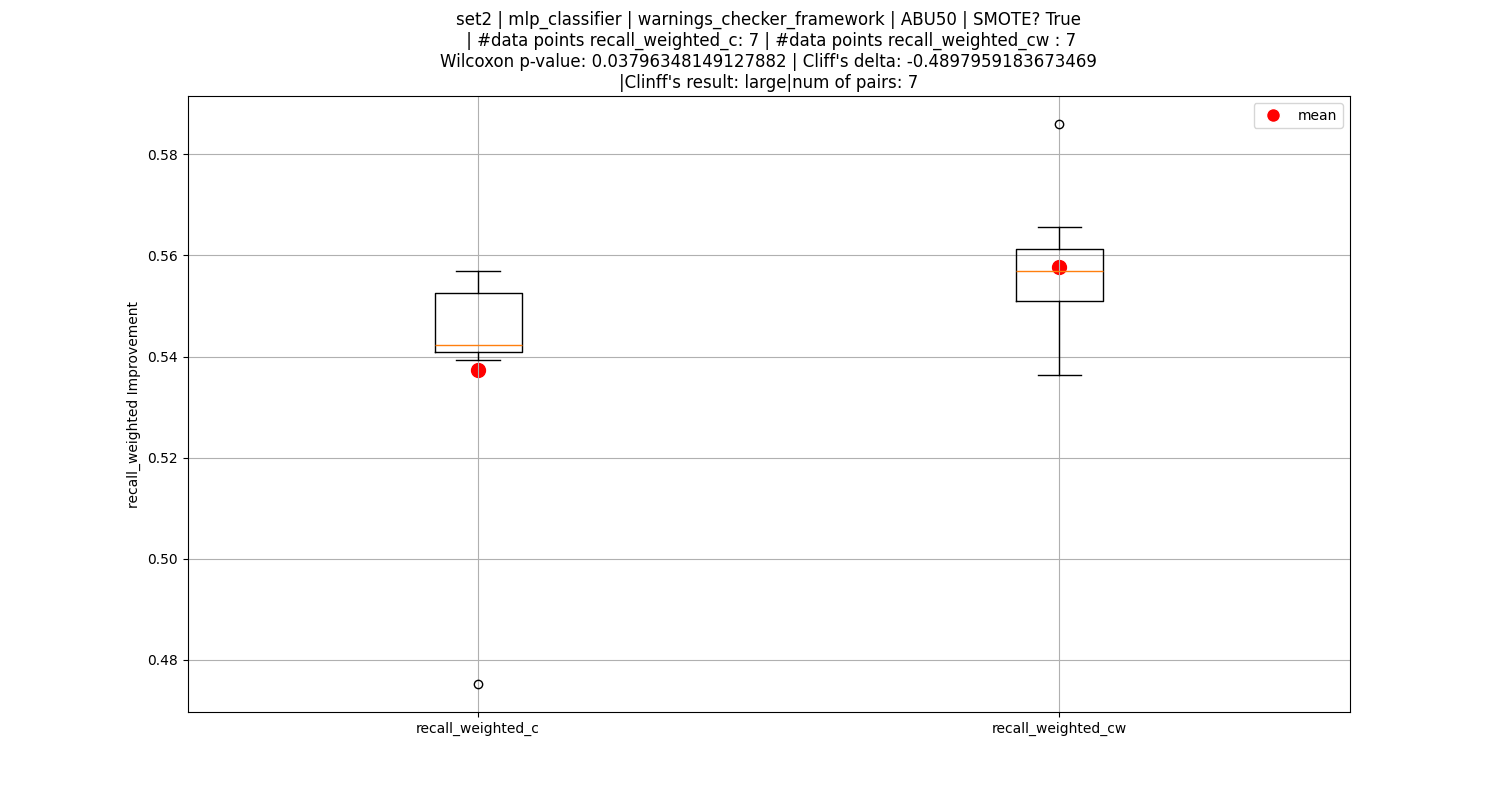 set2 | mlp_classifier | warnings_checker_framework | ABU50 | SMOTE? True
| #data points recall_weighted_c: 7 | #data points recall_weighted_cw : 7
Wilcoxon p-value: 0.03796348149127882 | Cliff's delta: -0.4897959183673469
|Clinff's result: large|num of pairs: 7
mean
0.58
0.56
0.54
0.52
0.50
0.48
recall_weighted Improvement
recall_weighted_c
recall_weighted_cw